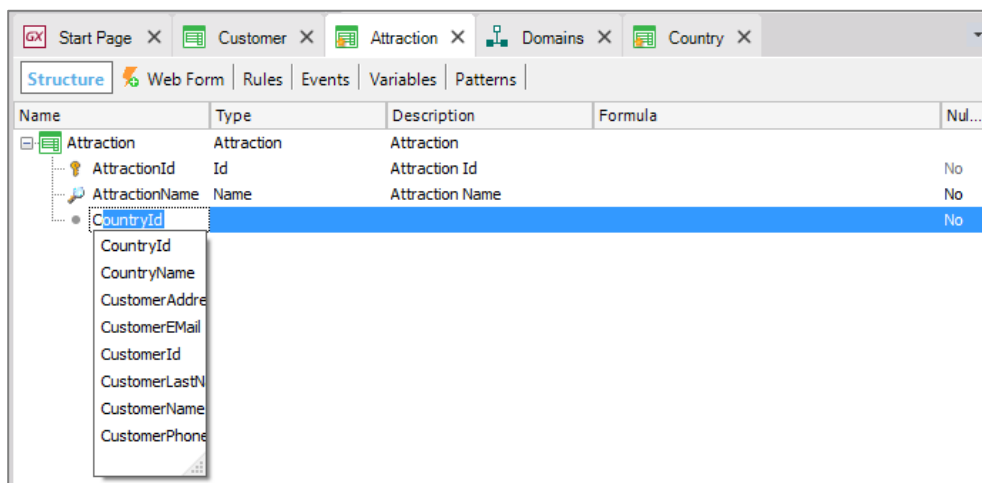 GX Start Page Customer Attraction Domains Country
Structure Web Form Rules Events Variables Patterns
Name Type Description Formula Nul...
Attraction Attraction Attraction
AttractionId Id Attraction Id No
AttractionName Name Attraction Name No
CountryId No
CountryId
CountryName
CustomerAddre
CustomerEMail
CustomerId
CustomerLastN
CustomerName
CustomerPhone